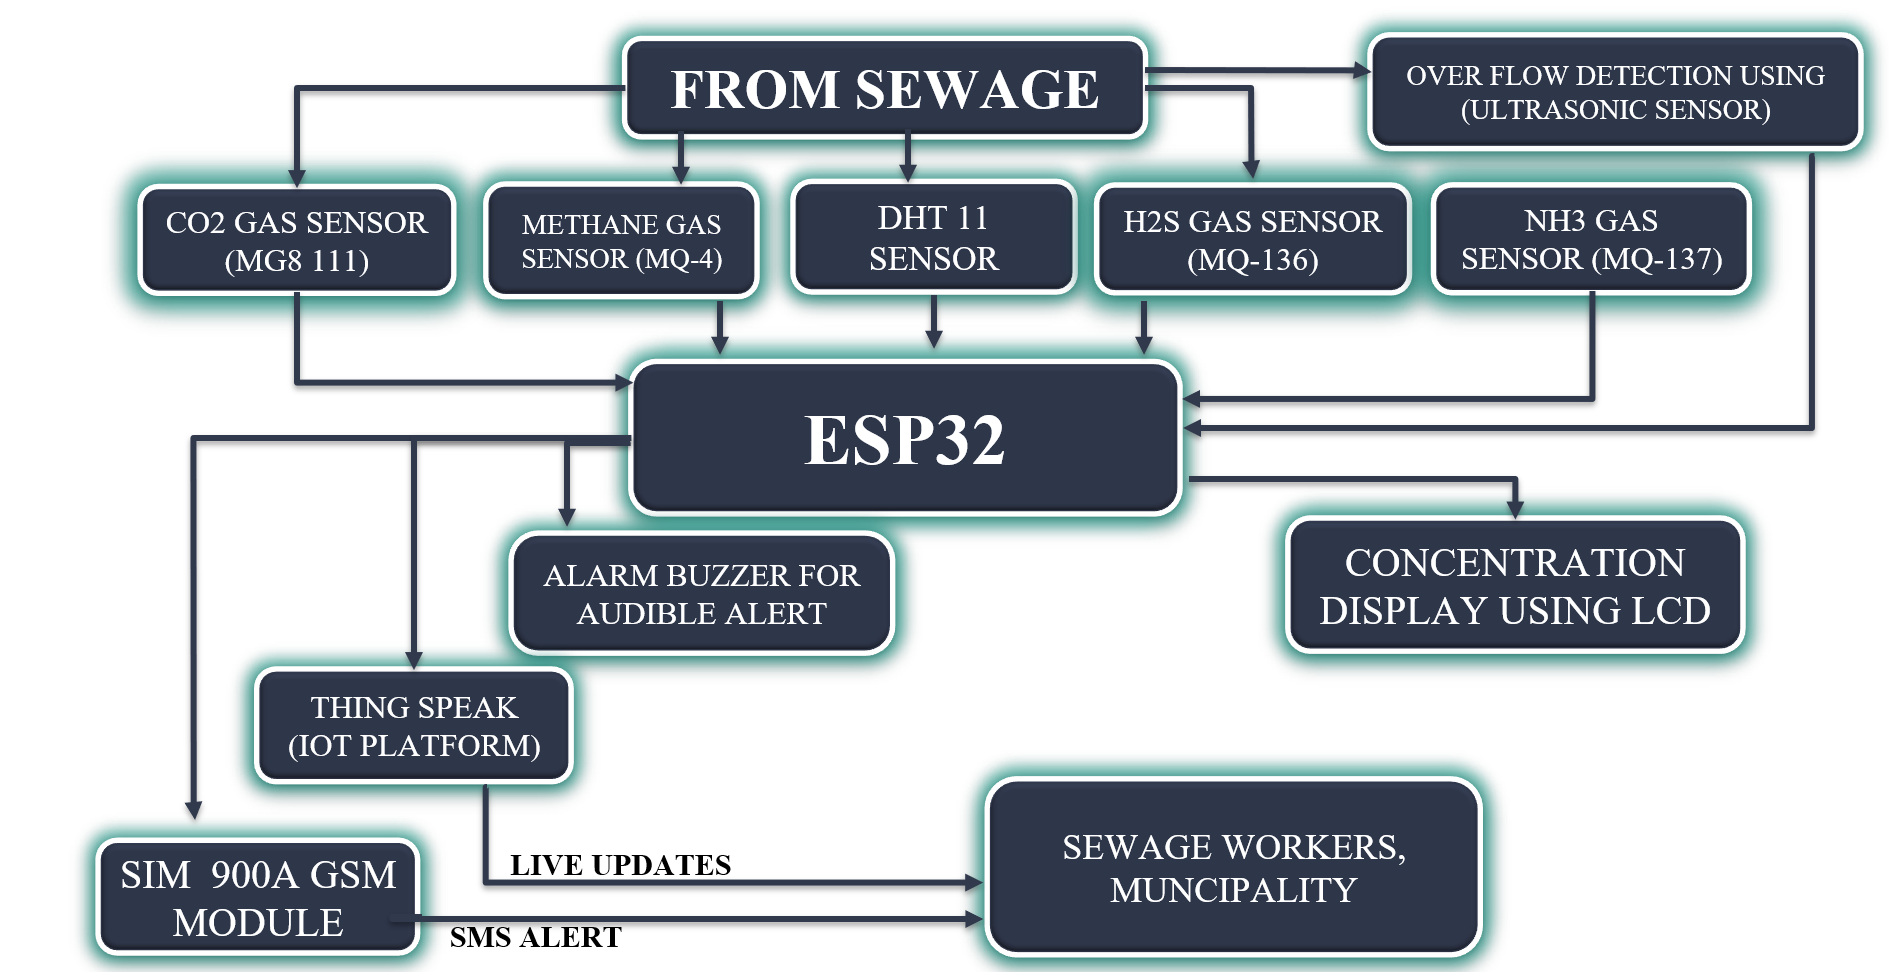 FROM SEWAGE
OVER FLOW DETECTION USING
(ULTRASONIC SENSOR)
CO2 GAS SENSOR
(MG8 111)
METHANE GAS
SENSOR (MQ-4)
DHT 11
SENSOR
H2S GAS SENSOR
(MQ-136)
NH3 GAS
SENSOR (MQ-137)
ESP32
ALARM BUZZER FOR
AUDIBLE ALERT
CONCENTRATION
DISPLAY USING LCD
THING SPEAK
(IOT PLATFORM)
SIM 900A GSM
MODULE
LIVE UPDATES
SMS ALERT
SEWAGE WORKERS,
MUNCIPALITY